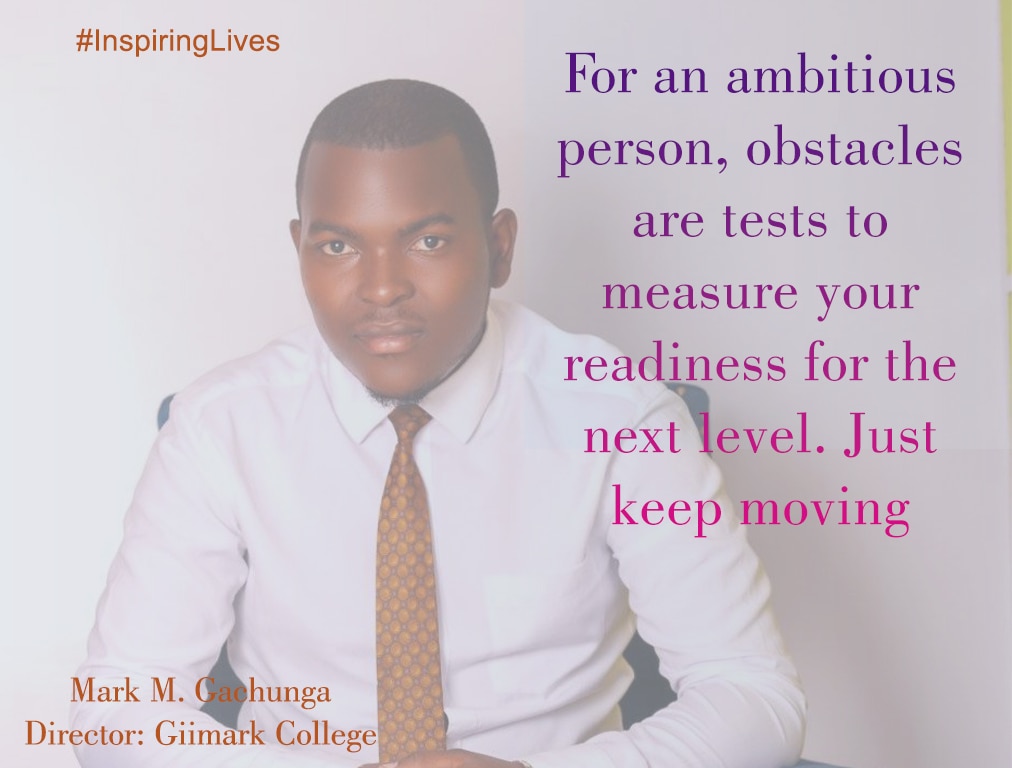 #InspiringLives
For an ambitious
person, obstacles
are tests to
measure your
readiness for the
next level. Just
keep moving
Mark M. Gachunga
Director: Giimark College